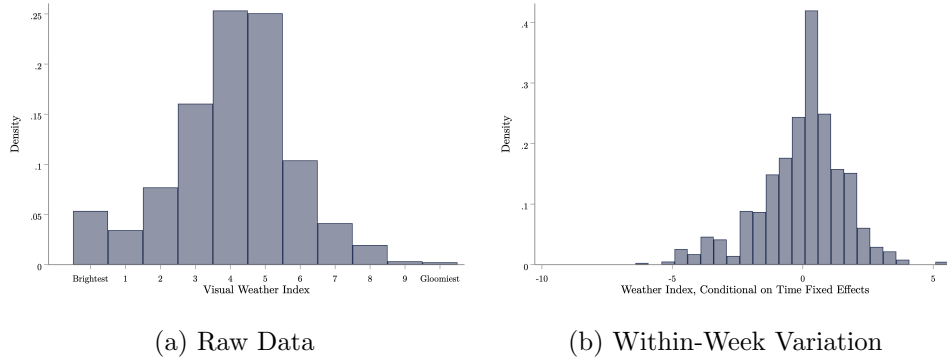 .25
.2
.15
.1
.05
0
Density
Brightest 1 2 3 4 5 6 7 8 9 Gloomiest
Visual Weather Index
(a) Raw Data
.4
.3
.2
.1
0
Density
-10 -5 0 5
Weather Index, Conditional on Time Fixed Effects
(b) Within-Week Variation